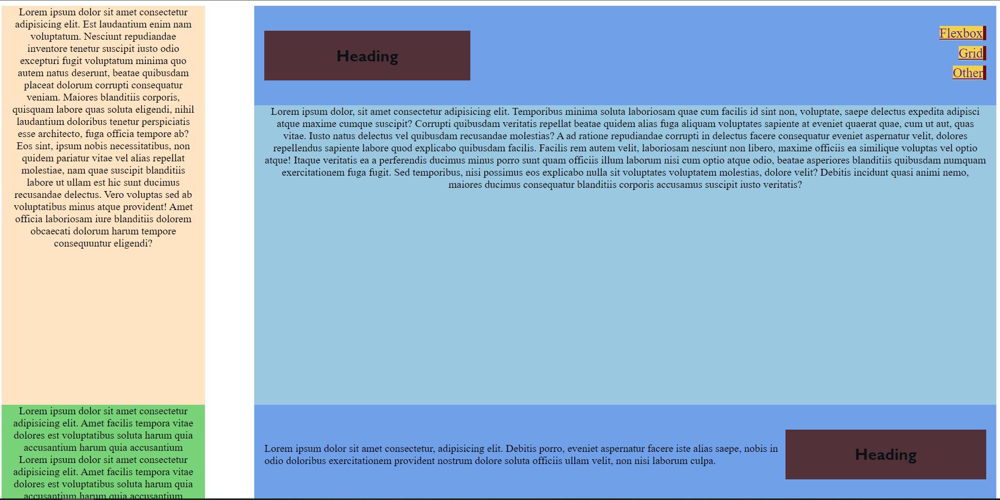 Lorem ipsum dolor sit amet consectetur
adipisicing elit. Est laudantium enim nam
voluptatum. Nesciunt repudiandae
inventore tenetur suscipit iusto odio
excepturi fugit voluptatum minima quo
autem natus deserunt, beatae quibusdam
placeat dolorum corrupti consequatur
veniam. Maiores blanditiis corporis,
quisquam labore quas soluta eligendi, nihil
laudantium doloribus tenetur perspiciatis
esse architecto, fuga officia tempore ab?
Eos sint, ipsum nobis necessitatibus, non
quidem pariatur vitae vel alias repellat
molestiae, nam quae suscipit blanditiis
labore ut ullam est hic sunt ducimus
recusandae delectus. Vero voluptas sed ab
voluptatibus minus atque provident! Amet
officia laboriosam iure blanditiis dolorem
obcaecati dolorum harum tempore
consequuntur eligendi?
Lorem ipsum dolor sit amet consectetur
adipisicing elit. Amet facilis tempora vitae
dolores est voluptatibus soluta harum quia
accusantium harum quia accusantium
Lorem ipsum dolor sit amet consectetur
adipisicing elit. Amet facilis tempora vitae
dolores est voluptatibus soluta harum quia
accusantium harum quia accusantium
Heading
Flexbox
Grid
Other
Lorem ipsum dolor, sit amet consectetur adipisicing elit. Temporibus minima soluta laboriosam quae cum facilis id sint non, voluptate, saepe delectus expedita adipisci
atque maxime cumque suscipit? Corrupti quibusdam veritatis repellat beatae quidem alias fuga aliquam voluptates sapiente at eveniet quaerat quae, cum ut aut, quas
vitae. Iusto natus delectus vel quibusdam recusandae molestias? A ad ratione repudiandae corrupti in delectus facere consequatur eveniet aspernatur velit, dolores
repellendus sapiente labore quod explicabo quibusdam facilis. Facilis rem autem velit, laboriosam nesciunt non libero, maxime officiis ea similique voluptas vel optio
atque! Itaque veritatis ea a perferendis ducimus minus porro sunt quam officiis illum laborum nisi cum optio atque odio, beatae asperiores blanditiis quibusdam numquam
exercitationem fuga fugit. Sed temporibus, nisi possimus eos explicabo nulla sit voluptates voluptatem molestias, dolore velit? Debitis incidunt quasi animi nemo,
maiores ducimus consequatur blanditiis corporis accusamus suscipit iusto veritatis?
Lorem ipsum dolor sit amet consectetur, adipisicing elit. Debitis porro, eveniet aspernatur facere iste alias saepe, nobis in
odio doloribus exercitationem provident nostrum dolore soluta officiis ullam velit, non nisi laborum culpa.
Heading